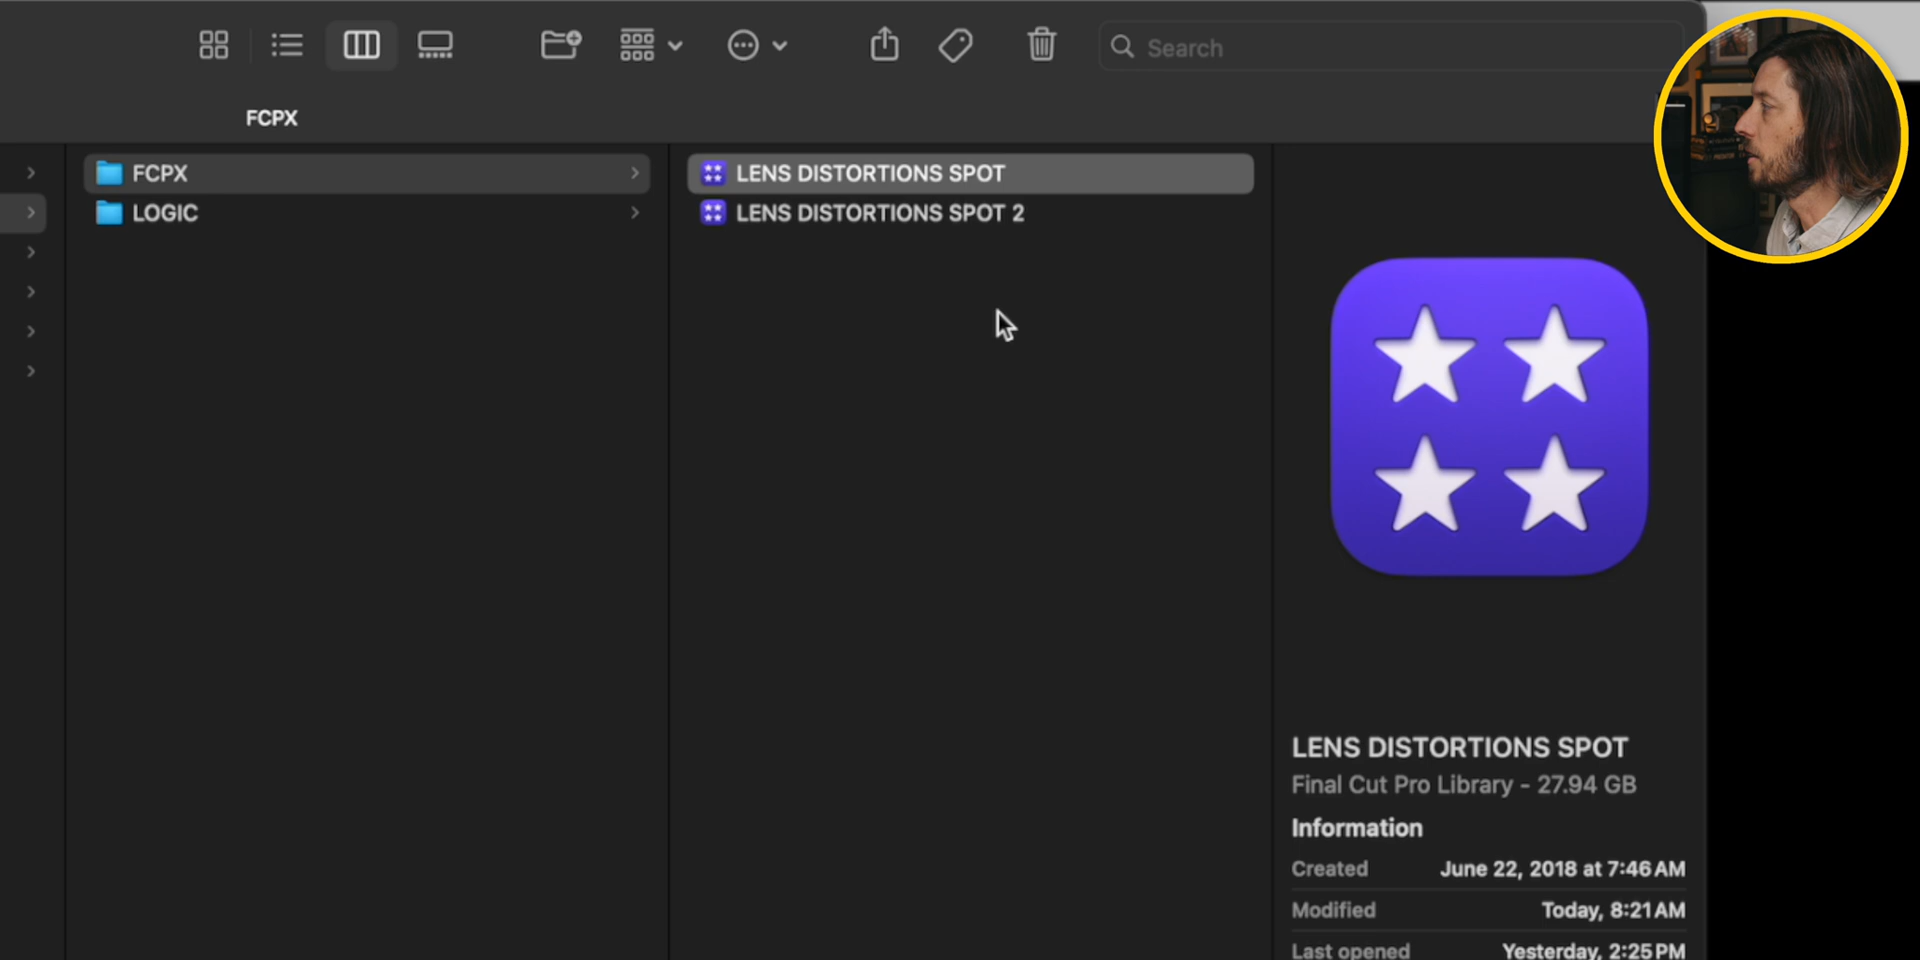 Search
FCPX
FCPX
LOGIC
LENS DISTORTIONS SPOT
LENS DISTORTIONS SPOT 2
LENS DISTORTIONS SPOT
Final Cut Pro Library - 27.94 GB
Information
Created June 22, 2018 at 7:46 AM
Modified Today, 8:21 AM
Last opened Yesterday, 2:25 PM